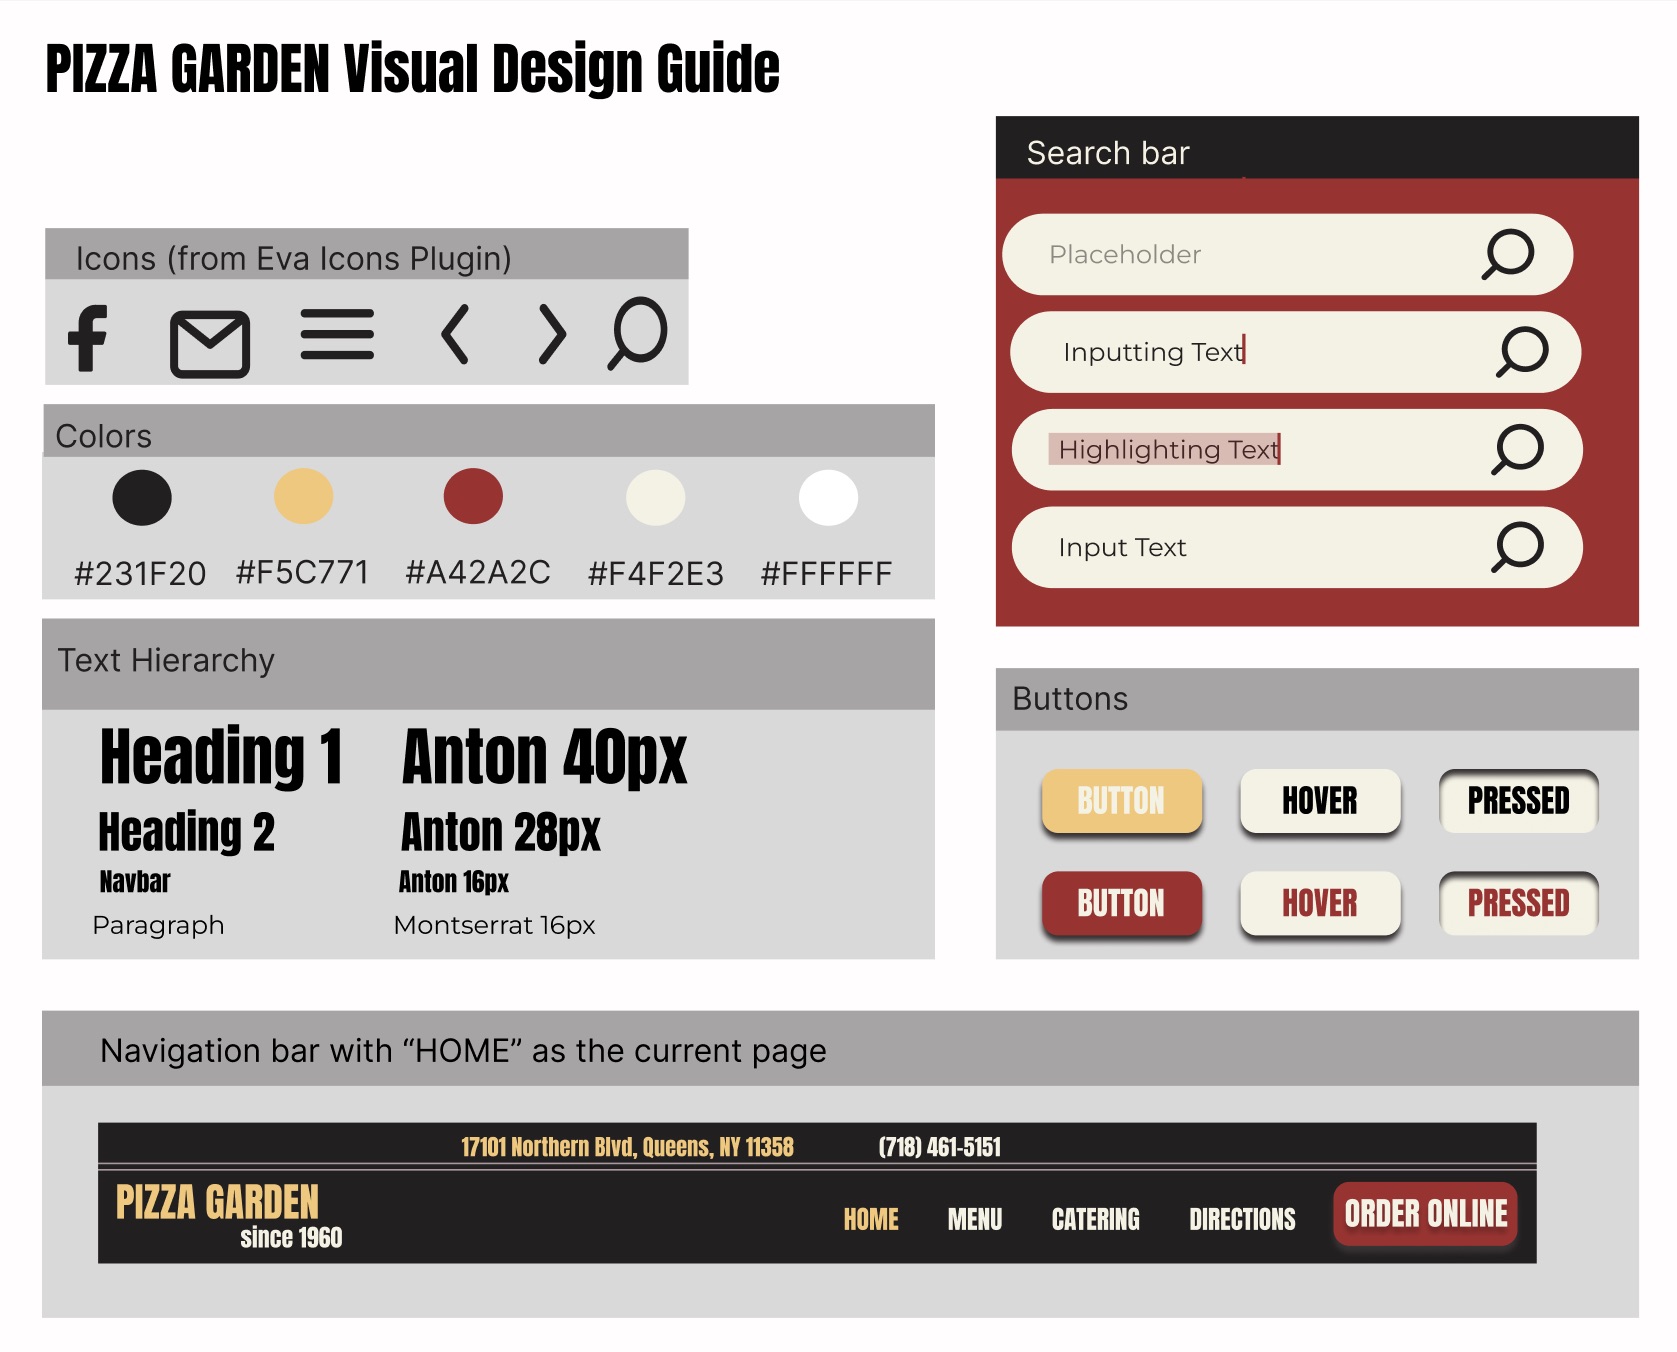 PIZZA GARDEN Visual Design Guide
Icons (from Eva Icons Plugin)
Colors
#231F20 #F5C771 #A42A2C #F4F2E3 #FFFFFF
Text Hierarchy
Heading 1 Anton 40px
Heading 2 Anton 28px
Navbar Anton 16px
Paragraph Montserrat 16px
Search bar
Placeholder
Inputting Text
Highlighting Text
Input Text
Buttons
BUTTON HOVER PRESSED
BUTTON HOVER PRESSED
Navigation bar with “HOME” as the current page
17101 Northern Blvd, Queens, NY 11358 (718) 461-5151
PIZZA GARDEN
since 1960
HOME MENU CATERING DIRECTIONS ORDER ONLINE